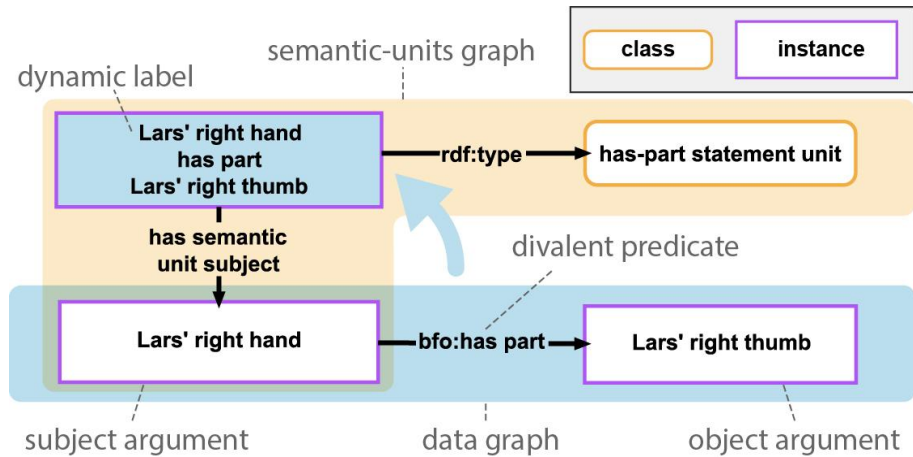 semantic-units graph
class
instance
dynamic label
Lars' right hand
has part
Lars' right thumb
rdf:type
has-part statement unit
has semantic
unit subject
divalent predicate
Lars' right hand
bfo:has part
Lars' right thumb
subject argument
data graph
object argument